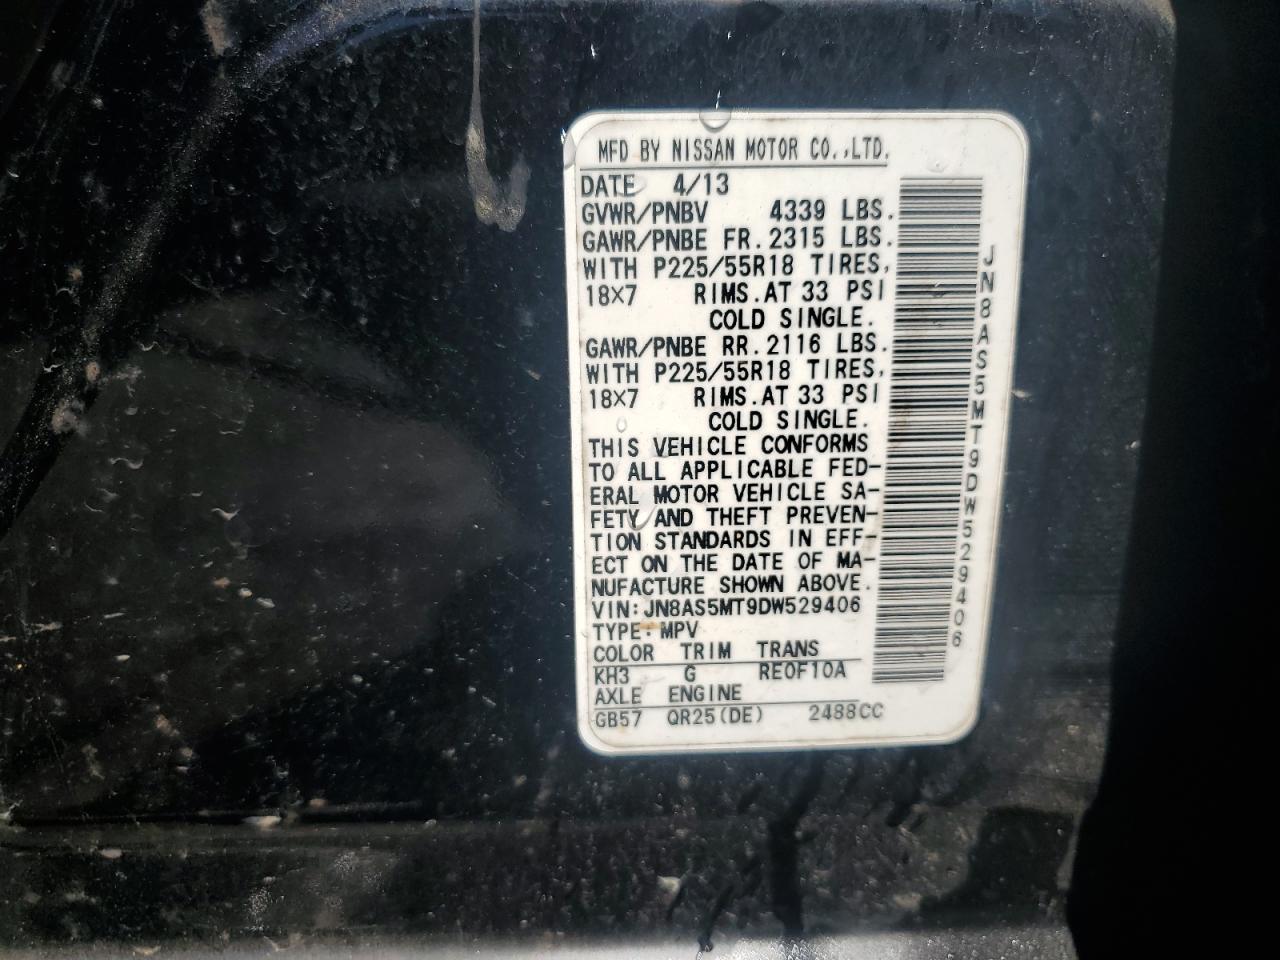 MFD BY NISSAN MOTOR CO.,LTD.
DATE 4/13
GVWR/PNBV 4339 LBS.
GAWR/PNBE FR. 2315 LBS.
WITH P225/55R18 TIRES,
18X7 RIMS. AT 33 PSI
COLD SINGLE.
GAWR/PNBE RR. 2116 LBS.
WITH P225/55R18 TIRES,
18X7 RIMS. AT 33 PSI
COLD SINGLE.
THIS VEHICLE CONFORMS
TO ALL APPLICABLE FED-
ERAL MOTOR VEHICLE SA-
FETY AND THEFT PREVEN-
TION STANDARDS IN EFF-
ECT ON THE DATE OF MA-
NUFACTURE SHOWN ABOVE.
VIN: JN8AS5MT9DW529406
TYPE: MPV
COLOR TRIM TRANS
KH3 G RE0F10A
AXLE ENGINE
GB57 QR25(DE) 2488CC
JN8AS5MT9DW529406